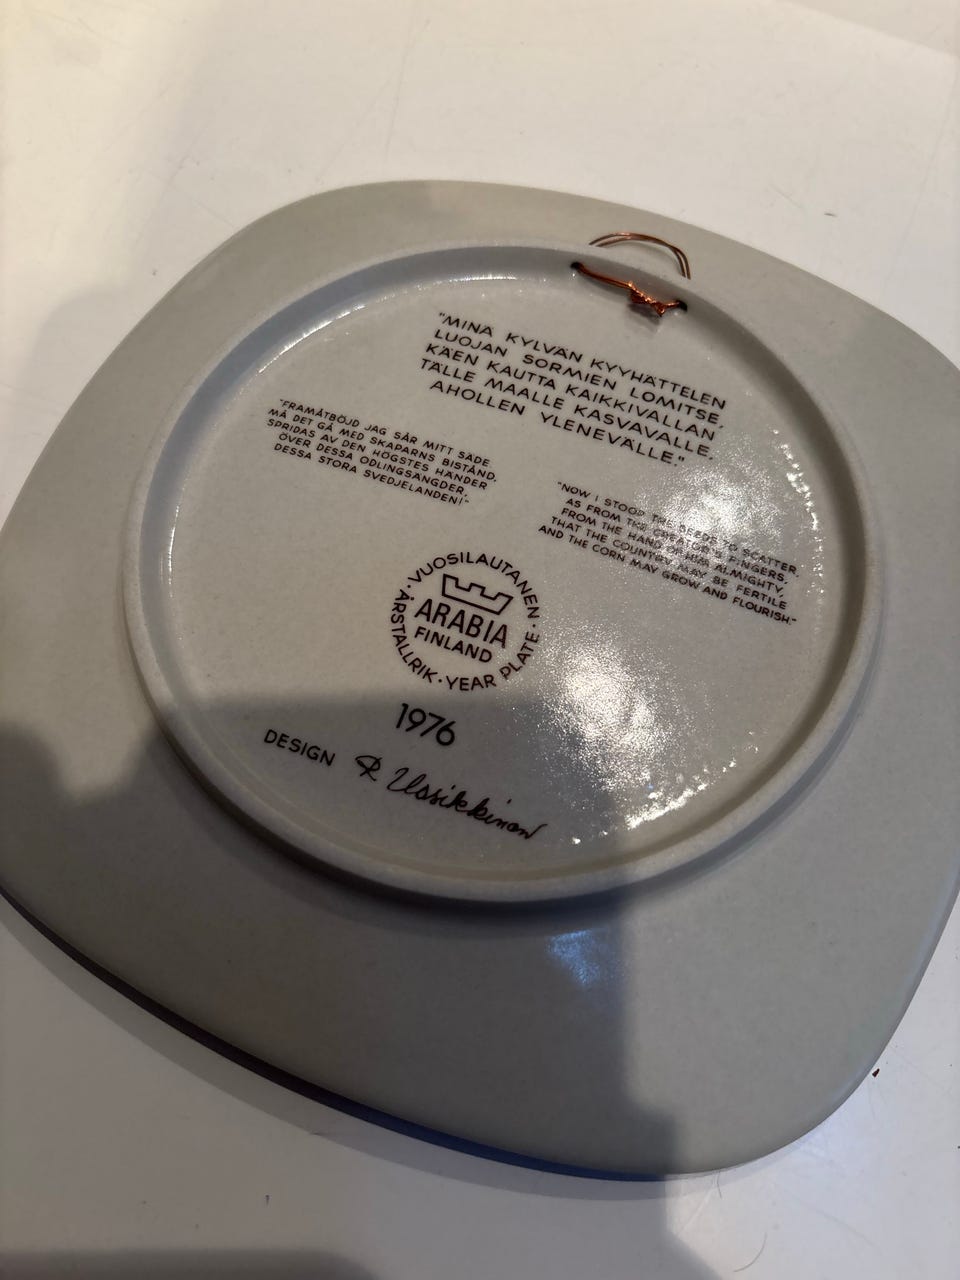 "MINÄ KYLVÄN KYYHÄTTELEN
LUOJAN SORMIEN LOMITSE,
KÄEN KAUTTA KAIKKIVALLAN
TÄLLE MAALLE KASVAVALLE,
AHOLLEN YLENEVÄLLE."
"FRAMÅTBÖJD JAG SÅR MITT SÄDE
MÅ DET GÅ MED SKAPARNS BISTÅND,
SPRIDAS AV DEN HÖGSTES HÄNDER
ÖVER DESSA ODLINGSÄNGDER,
DESSA STORA SVEDJELANDEN!"
"NOW I STOOP THE SEEDS TO SCATTER,
AS FROM THE CREATOR'S FINGERS,
FROM THE HAND OF HIM ALMIGHTY,
THAT THE COUNTRY MAY BE FERTILE
AND THE CORN MAY GROW AND FLOURISH."
· VUOSILAUTANEN ·
ARABIA
FINLAND
ÅRSTALLRIK · YEAR PLATE
1976
DESIGN R Uosikkinen